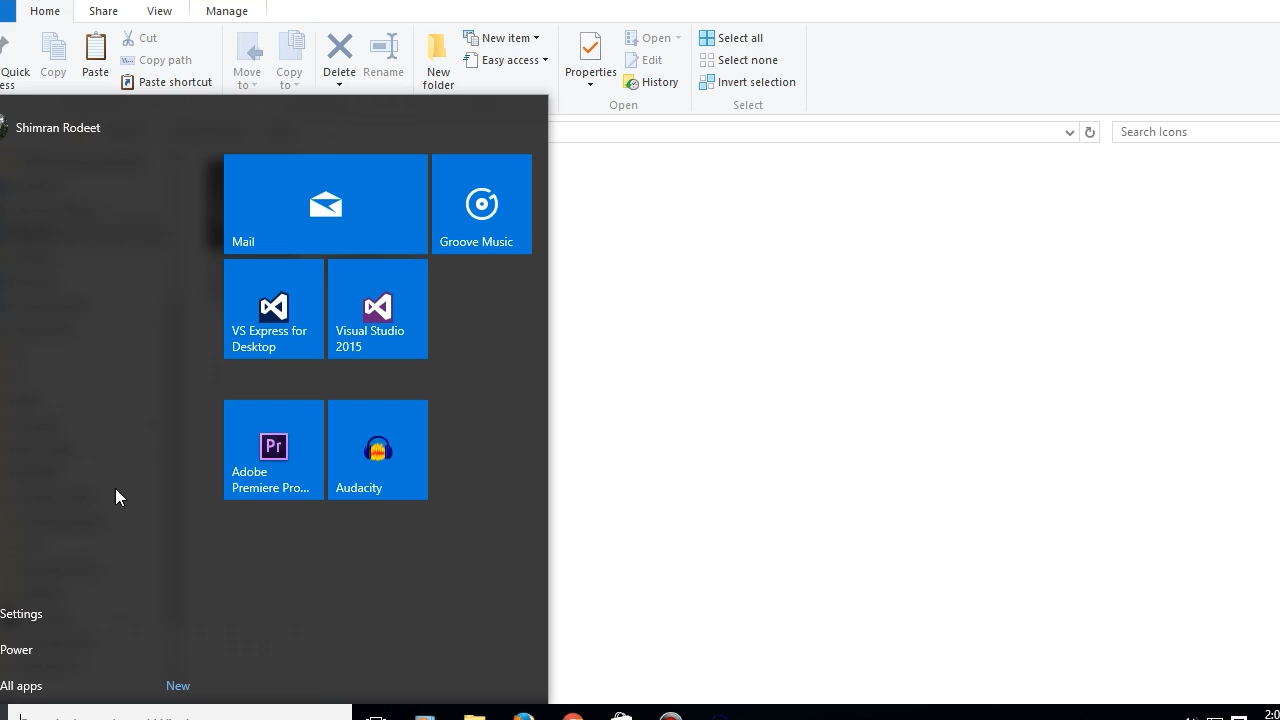 Home Share View Manage
Cut
Copy path
Paste shortcut
Quick Copy Paste
ess
Move to
Copy to
Delete Rename
New item
Easy access
New folder
Properties
Open
Edit
History
Open
Select all
Select none
Invert selection
Select
Search Icons
Shimran Rodeet
Mail
Groove Music
VS Express for
Desktop
Visual Studio
2015
Pr
Adobe
Premiere Pro...
Audacity
Settings
Power
All apps New
2:0